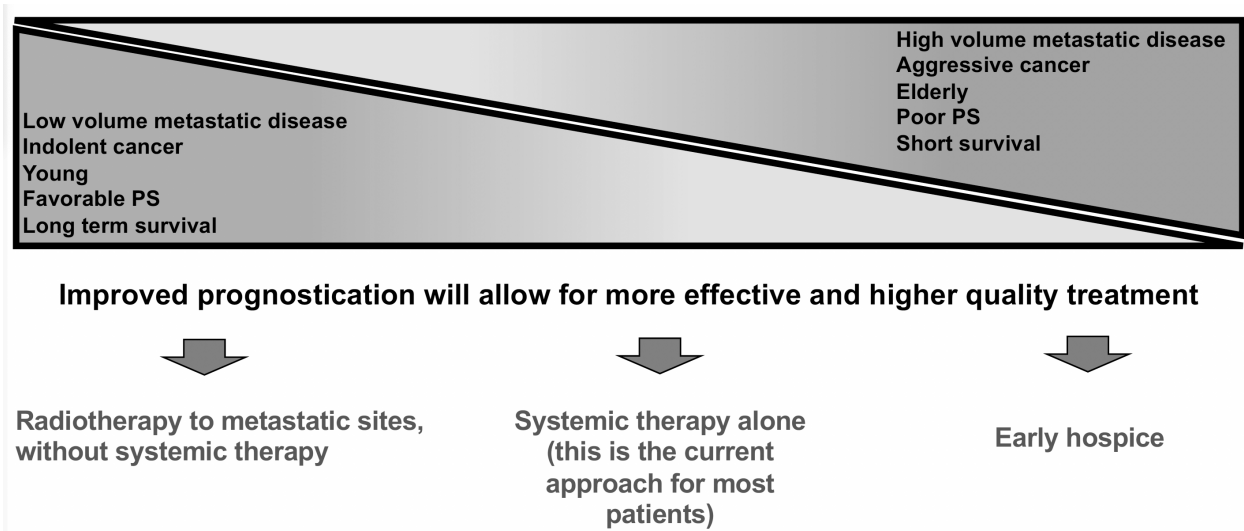 High volume metastatic disease
Aggressive cancer
Elderly
Poor PS
Short survival
Low volume metastatic disease
Indolent cancer
Young
Favorable PS
Long term survival
Improved prognostication will allow for more effective and higher quality treatment
Radiotherapy to metastatic sites,
without systemic therapy
Systemic therapy alone
(this is the current
approach for most
patients)
Early hospice